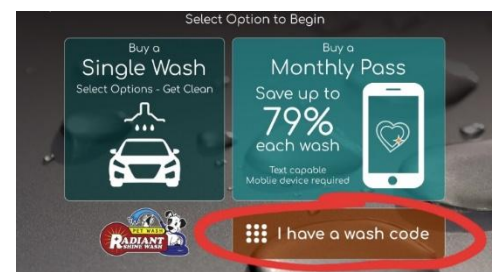 Select Option to Begin
Buy a
Single Wash
Select Options - Get Clean
Buy a
Monthly Pass
Save up to
79%
each wash
Text capable
Moblie device required
PET WASH
RADIANT
SHINE WASH
I have a wash code